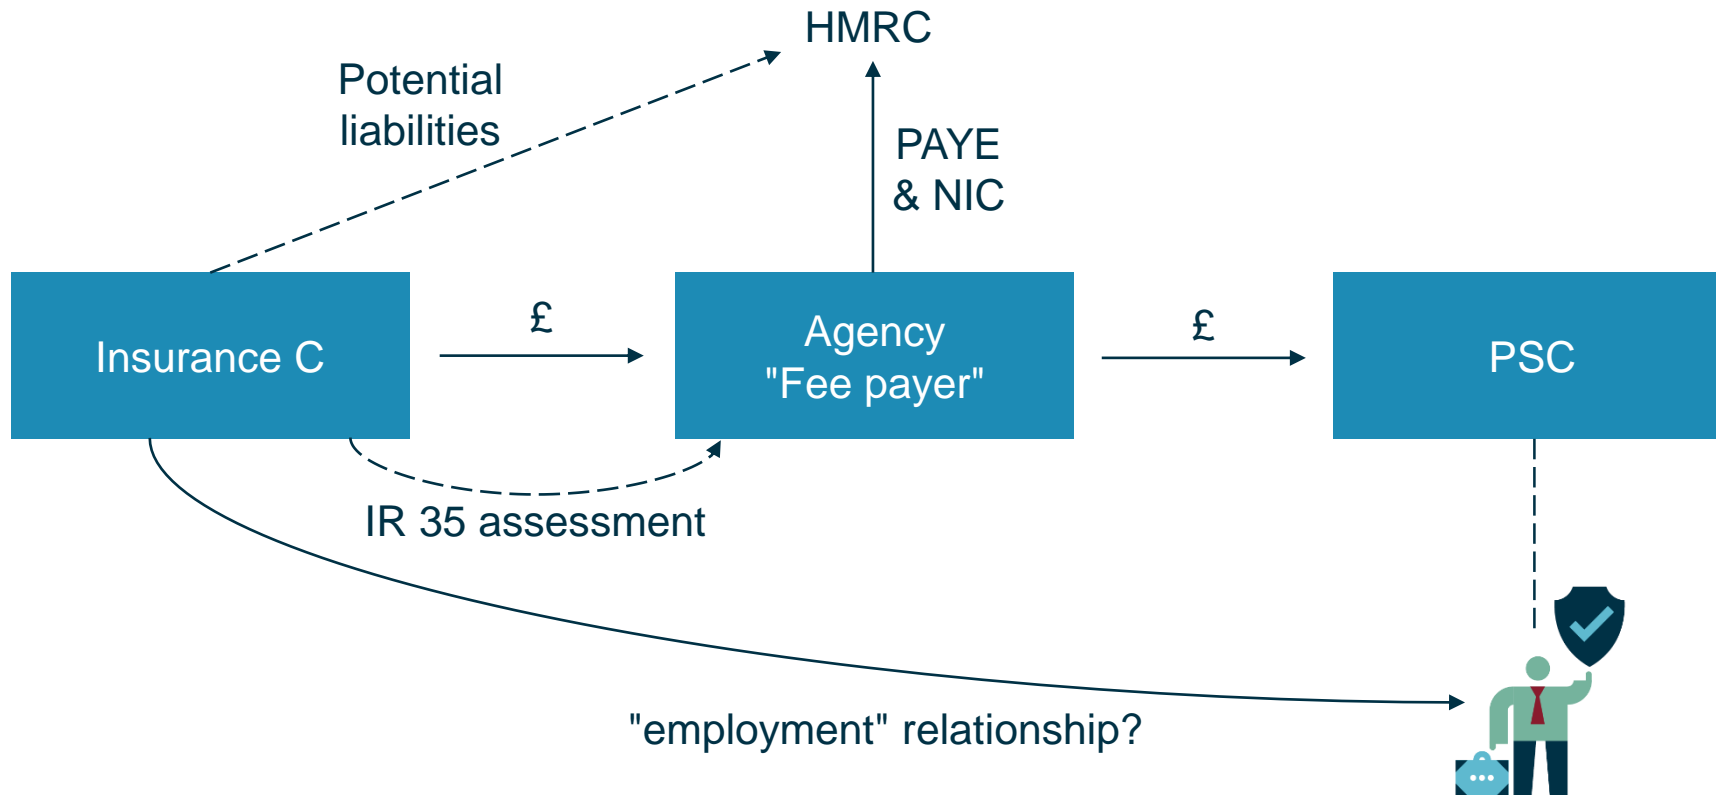 HMRC
Potential
liabilities
PAYE
& NIC
Insurance C
£
Agency
"Fee payer"
£
PSC
IR 35 assessment
"employment" relationship?